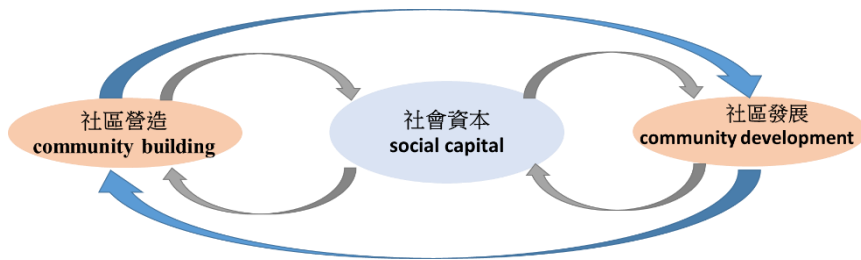 社區營造
community building
社會資本
social capital
社區發展
community development